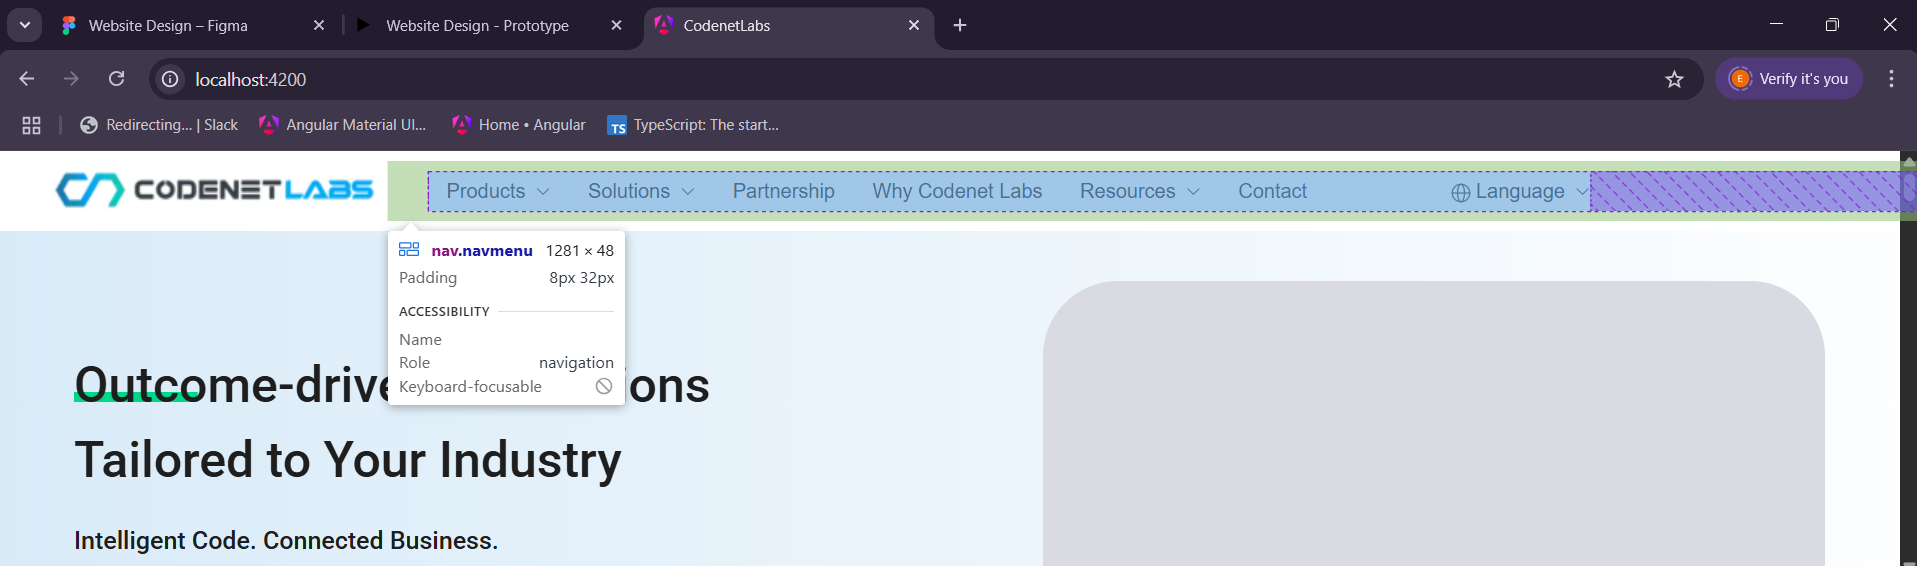 Website Design – Figma
Website Design - Prototype
CodenetLabs
localhost:4200
E
Verify it's you
Redirecting... | Slack
Angular Material UI...
Home • Angular
TS
TypeScript: The start...
CODENETLABS
Products
Solutions
Partnership
Why Codenet Labs
Resources
Contact
Language
nav.navmenu 1281 × 48
Padding 8px 32px
ACCESSIBILITY
Name
Role navigation
Keyboard-focusable
Outcome-drive ions
Tailored to Your Industry
Intelligent Code. Connected Business.